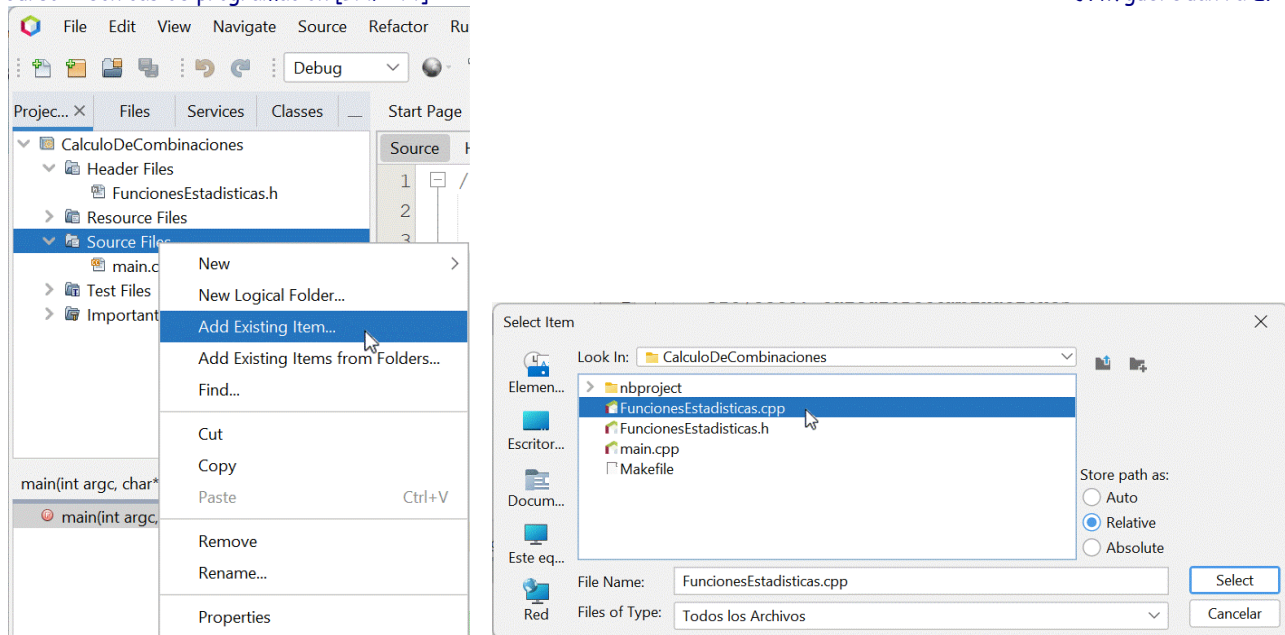 File Edit View Navigate Source Refactor Ru
Debug
Projec... Files Services Classes
Start Page
CalculoDeCombinaciones
Source
Header Files
1 /
FuncionesEstadisticas.h
2
Resource Files
3
Source Files
main.c
New
Test Files
New Logical Folder...
Important
Add Existing Item...
Add Existing Items from Folders...
Find...
Cut
Copy
Paste Ctrl+V
Remove
Rename...
Properties
main(int argc, char*
main(int argc,
Select Item
Look In: CalculoDeCombinaciones
nbproject
FuncionesEstadisticas.cpp
FuncionesEstadisticas.h
main.cpp
Makefile
Elemen...
Escritor...
Docum...
Este eq...
Red
Store path as:
Auto
Relative
Absolute
File Name: FuncionesEstadisticas.cpp
Select
Files of Type: Todos los Archivos
Cancelar